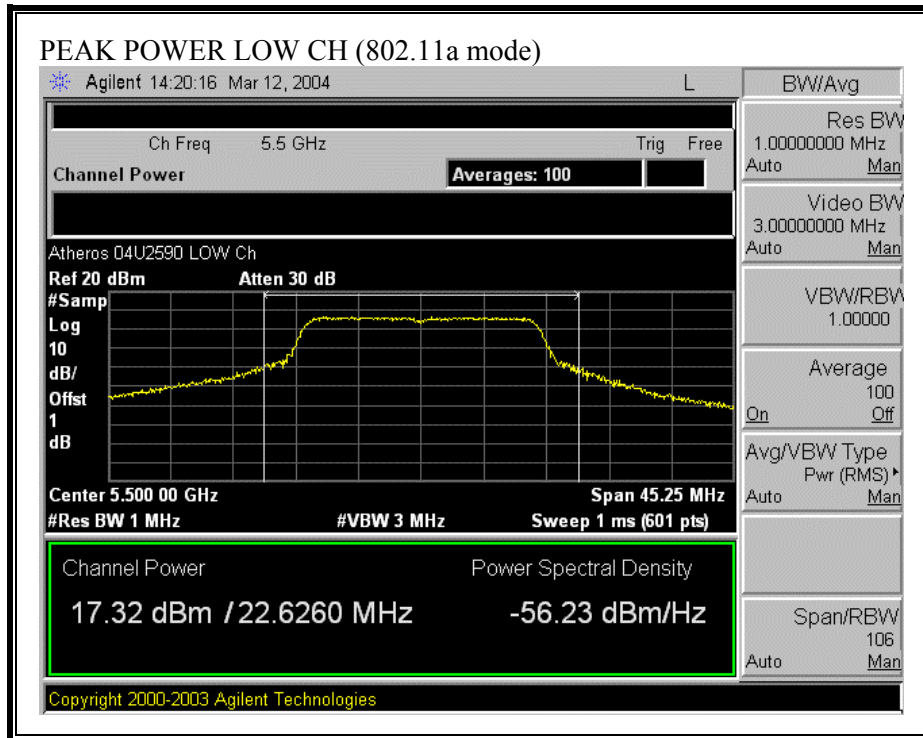 PEAK POWER LOW CH (802.11a mode)
Agilent 14:20:16 Mar 12, 2004 L
Ch Freq 5.5 GHz Trig Free
Channel Power Averages: 100
Atheros 04U2590 LOW Ch
Ref 20 dBm Atten 30 dB
#Samp
Log
10
dB/
Offst
1
dB
Center 5.500 00 GHz Span 45.25 MHz
#Res BW 1 MHz #VBW 3 MHz Sweep 1 ms (601 pts)
Channel Power Power Spectral Density
17.32 dBm / 22.6260 MHz -56.23 dBm/Hz
Copyright 2000-2003 Agilent Technologies
BW/Avg
Res BW
1.00000000 MHz
Auto Man
Video BW
3.00000000 MHz
Auto Man
VBW/RBW
1.00000
Average
100
On Off
Avg/VBW Type
Pwr (RMS)
Auto Man
Span/RBW
106
Auto Man